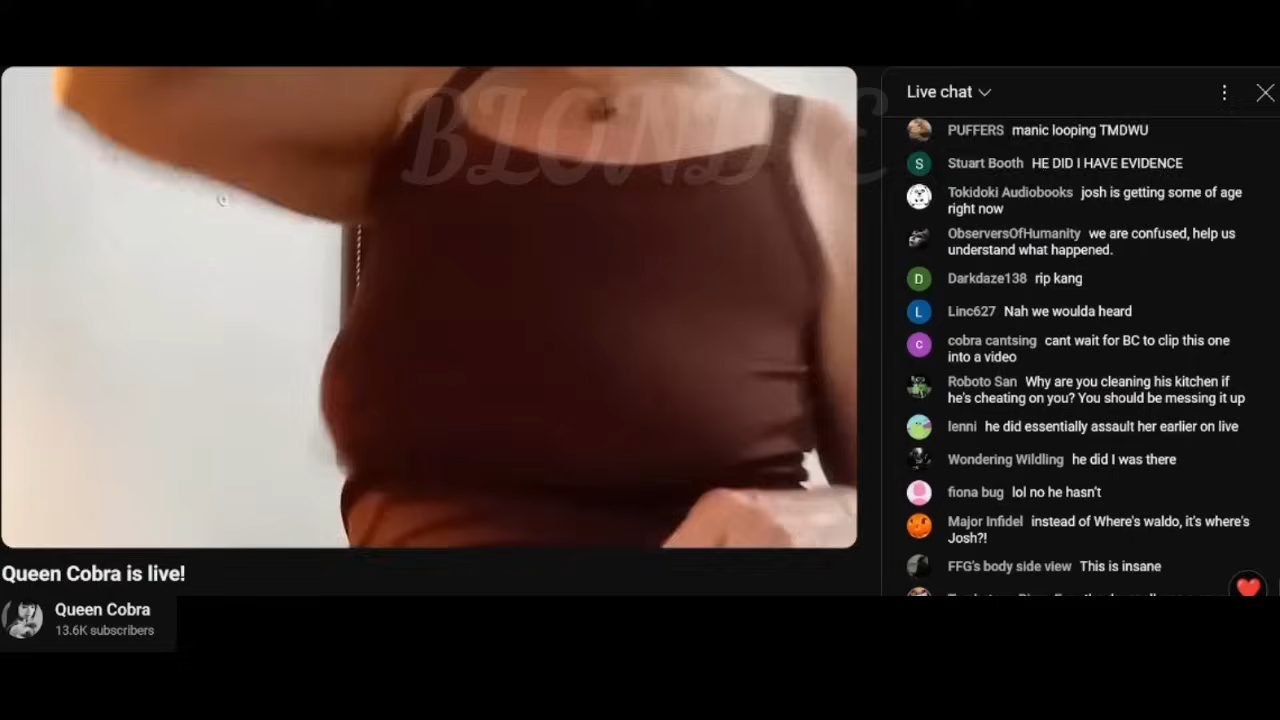 BLONDIE
Live chat
PUFFERS manic looping TMDWU
S Stuart Booth HE DID I HAVE EVIDENCE
Tokidoki Audiobooks josh is getting some of age
right now
ObserversOfHumanity we are confused, help us
understand what happened.
D Darkdaze138 rip kang
L Linc627 Nah we woulda heard
c cobra cantsing cant wait for BC to clip this one
into a video
Roboto San Why are you cleaning his kitchen if
he's cheating on you? You should be messing it up
lenni he did essentially assault her earlier on live
Wondering Wildling he did I was there
fiona bug lol no he hasn't
Major Infidel instead of Where's waldo, it's where's
Josh?!
FFG's body side view This is insane
Queen Cobra is live!
Queen Cobra
13.6K subscribers